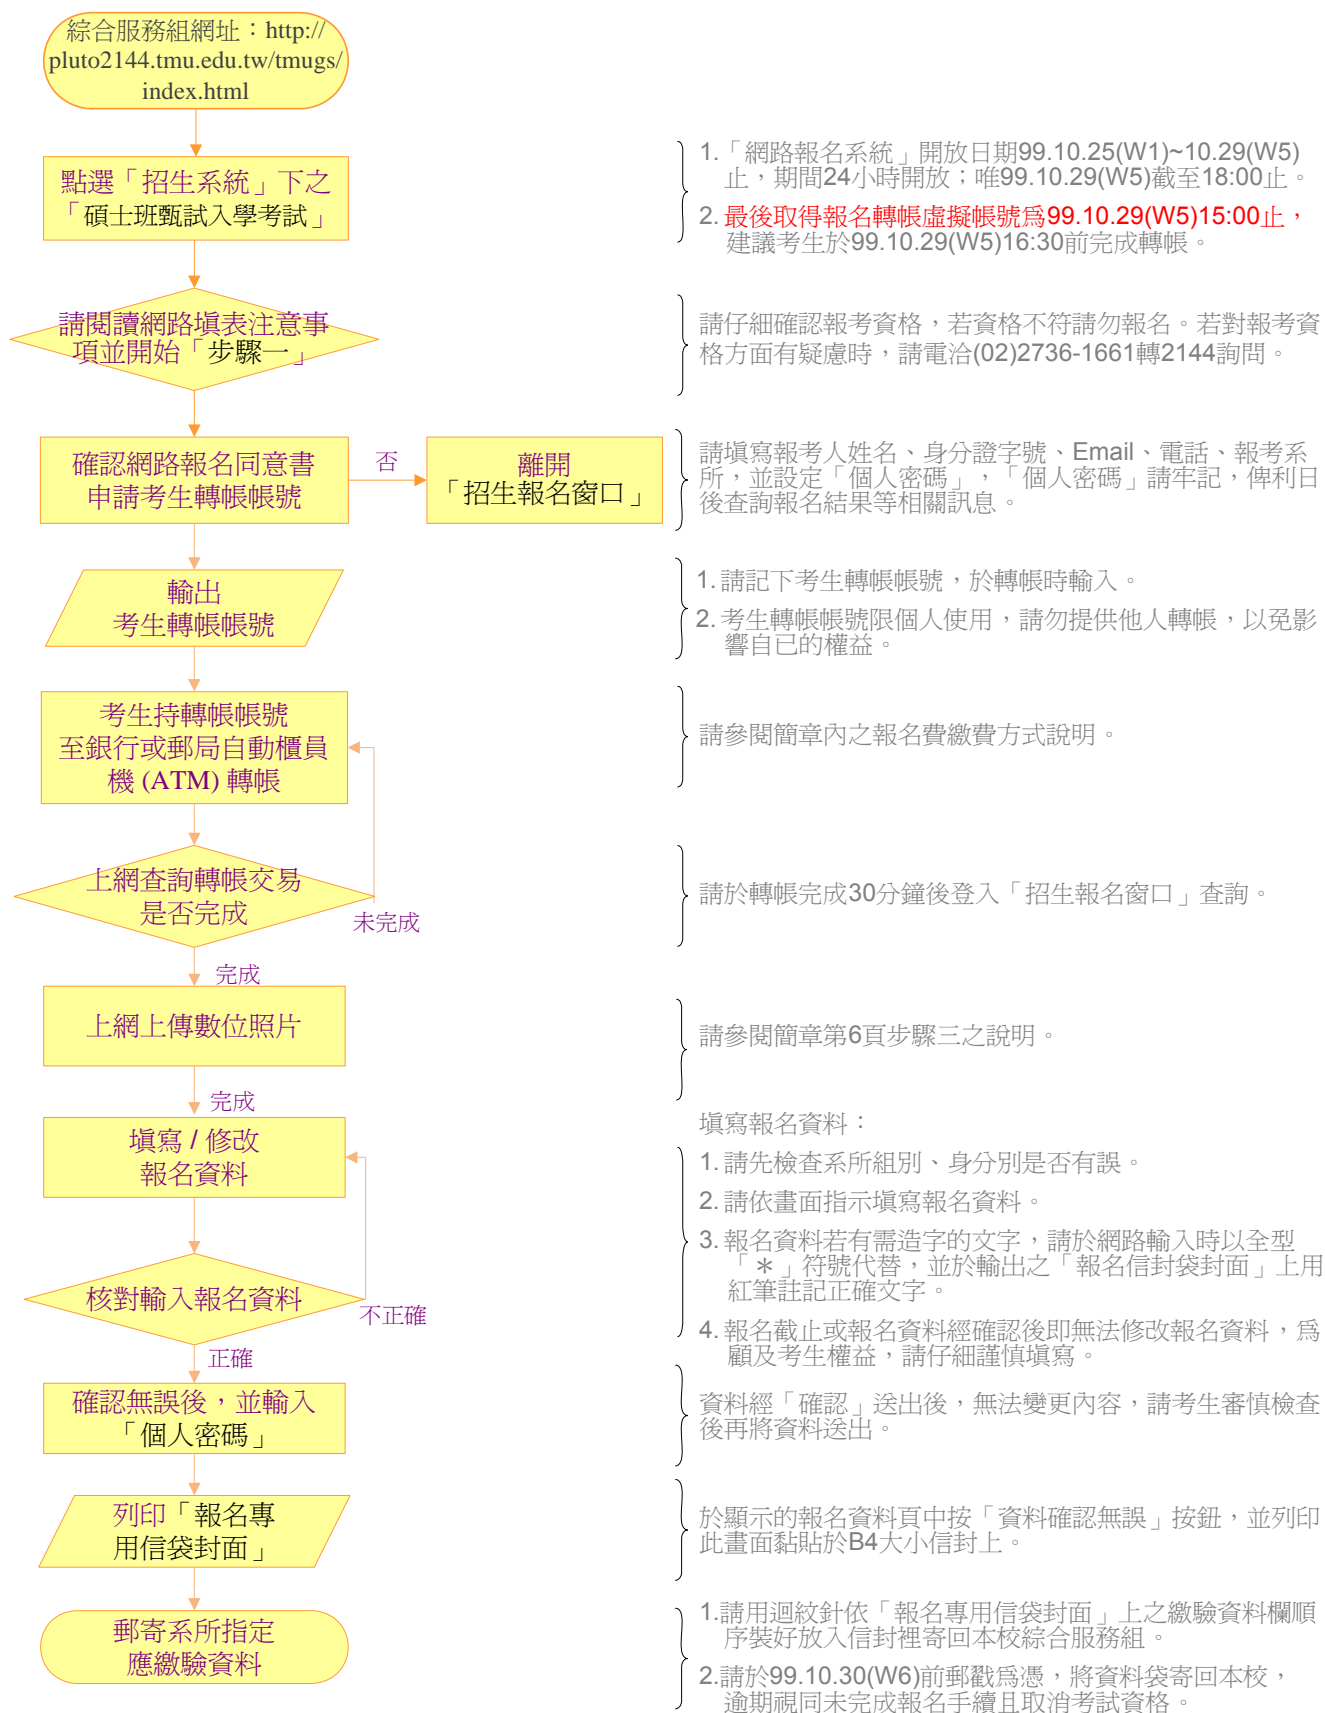 綜合服務組網址：http://
pluto2144.tmu.edu.tw/tmugs/
index.html
點選「招生系統」下之
「碩士班甄試入學考試」
1.「網路報名系統」開放日期99.10.25(W1)~10.29(W5)
止，期間24小時開放；唯99.10.29(W5)截至18:00止。
2. 最後取得報名轉帳虛擬帳號為99.10.29(W5)15:00止，
建議考生於99.10.29(W5)16:30前完成轉帳。
請閱讀網路填表注意事
項並開始「步驟一」
請仔細確認報考資格，若資格不符請勿報名。若對報考資
格方面有疑慮時，請電洽(02)2736-1661轉2144詢問。
確認網路報名同意書
申請考生轉帳帳號
否
離開
「招生報名窗口」
請填寫報考人姓名、身分證字號、Email、電話、報考系
所，並設定「個人密碼」，「個人密碼」請牢記，俾利日
後查詢報名結果等相關訊息。
輸出
考生轉帳帳號
1. 請記下考生轉帳帳號，於轉帳時輸入。
2. 考生轉帳帳號限個人使用，請勿提供他人轉帳，以免影
響自己的權益。
考生持轉帳帳號
至銀行或郵局自動櫃員
機 (ATM) 轉帳
請參閱簡章內之報名費繳費方式說明。
上網查詢轉帳交易
是否完成
未完成
請於轉帳完成30分鐘後登入「招生報名窗口」查詢。
完成
上網上傳數位照片
請參閱簡章第6頁步驟三之說明。
完成
填寫 / 修改
報名資料
填寫報名資料：
1. 請先檢查系所組別、身分別是否有誤。
2. 請依畫面指示填寫報名資料。
3. 報名資料若有需造字的文字，請於網路輸入時以全型
「＊」符號代替，並於輸出之「報名信封袋封面」上用
紅筆註記正確文字。
4. 報名截止或報名資料經確認後即無法修改報名資料，為
顧及考生權益，請仔細謹慎填寫。
核對輸入報名資料
不正確
正確
確認無誤後，並輸入
「個人密碼」
資料經「確認」送出後，無法變更內容，請考生審慎檢查
後再將資料送出。
列印「報名專
用信袋封面」
於顯示的報名資料頁中按「資料確認無誤」按鈕，並列印
此畫面黏貼於B4大小信封上。
郵寄系所指定
應繳驗資料
1.請用迴紋針依「報名專用信袋封面」上之繳驗資料欄順
序裝好放入信封裡寄回本校綜合服務組。
2.請於99.10.30(W6)前郵戳為憑，將資料袋寄回本校，
逾期視同未完成報名手續且取消考試資格。